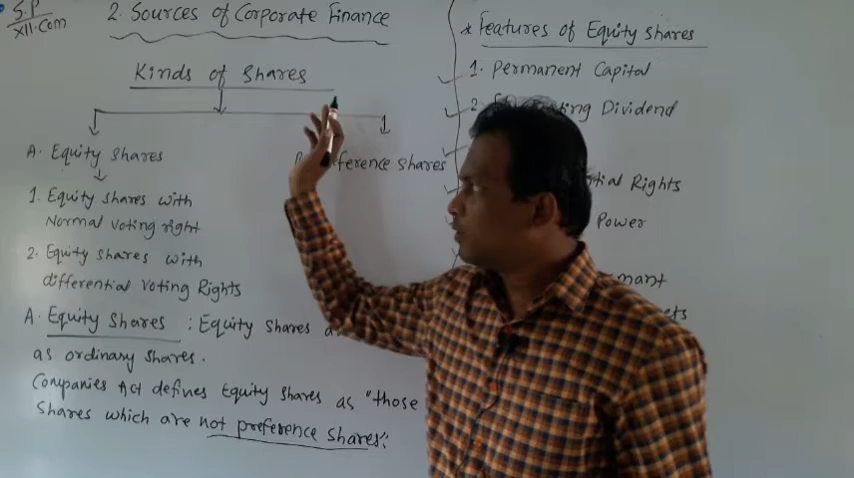 S.P
XII.com
2. Sources of Corporate Finance
Kinds of Shares
A. Equity Shares
ference shares
1. Equity shares with
Normal voting right
2. Equity shares with
differential voting Rights
A. Equity Shares : Equity shares
as ordinary shares.
Companies Act defines Equity shares as "those
shares which are not preference shares".
* Features of Equity shares
1. Permanent Capital
2. ting Dividend
tial Rights
Power